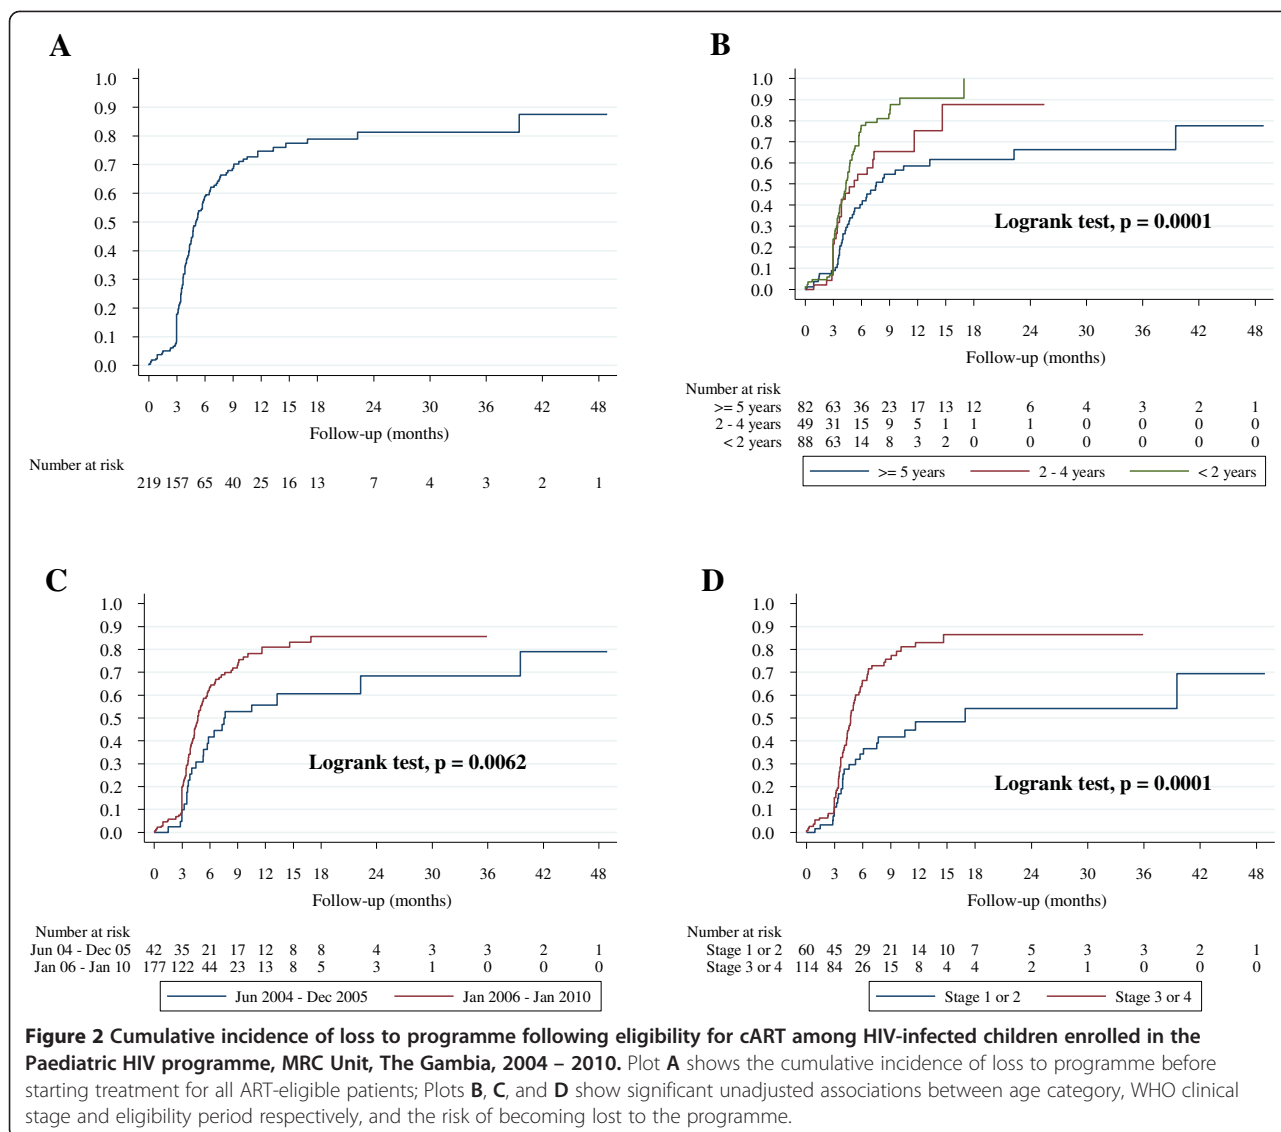 A
1.0
0.9
0.8
0.7
0.6
0.5
0.4
0.3
0.2
0.1
0.0
0 3 6 9 12 15 18 24 30 36 42 48
Follow-up (months)
Number at risk
219 157 65 40 25 16 13 7 4 3 2 1
B
1.0
0.9
0.8
0.7
0.6
0.5
0.4
0.3
0.2
0.1
0.0
Logrank test, p = 0.0001
0 3 6 9 12 15 18 24 30 36 42 48
Follow-up (months)
Number at risk
>= 5 years 82 63 36 23 17 13 12 6 4 3 2 1
2 - 4 years 49 31 15 9 5 1 1 1 0 0 0 0
< 2 years 88 63 14 8 3 2 0 0 0 0 0 0
>= 5 years 2 - 4 years < 2 years
C
1.0
0.9
0.8
0.7
0.6
0.5
0.4
0.3
0.2
0.1
0.0
Logrank test, p = 0.0062
0 3 6 9 12 15 18 24 30 36 42 48
Follow-up (months)
Number at risk
Jun 04 - Dec 05 42 35 21 17 12 8 8 4 3 3 2 1
Jan 06 - Jan 10 177 122 44 23 13 8 5 3 1 0 0 0
Jun 2004 - Dec 2005 Jan 2006 - Jan 2010
D
1.0
0.9
0.8
0.7
0.6
0.5
0.4
0.3
0.2
0.1
0.0
Logrank test, p = 0.0001
0 3 6 9 12 15 18 24 30 36 42 48
Follow-up (months)
Number at risk
Stage 1 or 2 60 45 29 21 14 10 7 5 3 3 2 1
Stage 3 or 4 114 84 26 15 8 4 4 2 1 0 0 0
Stage 1 or 2 Stage 3 or 4
Figure 2 Cumulative incidence of loss to programme following eligibility for cART among HIV-infected children enrolled in the
Paediatric HIV programme, MRC Unit, The Gambia, 2004 – 2010. Plot A shows the cumulative incidence of loss to programme before
starting treatment for all ART-eligible patients; Plots B, C, and D show significant unadjusted associations between age category, WHO clinical
stage and eligibility period respectively, and the risk of becoming lost to the programme.